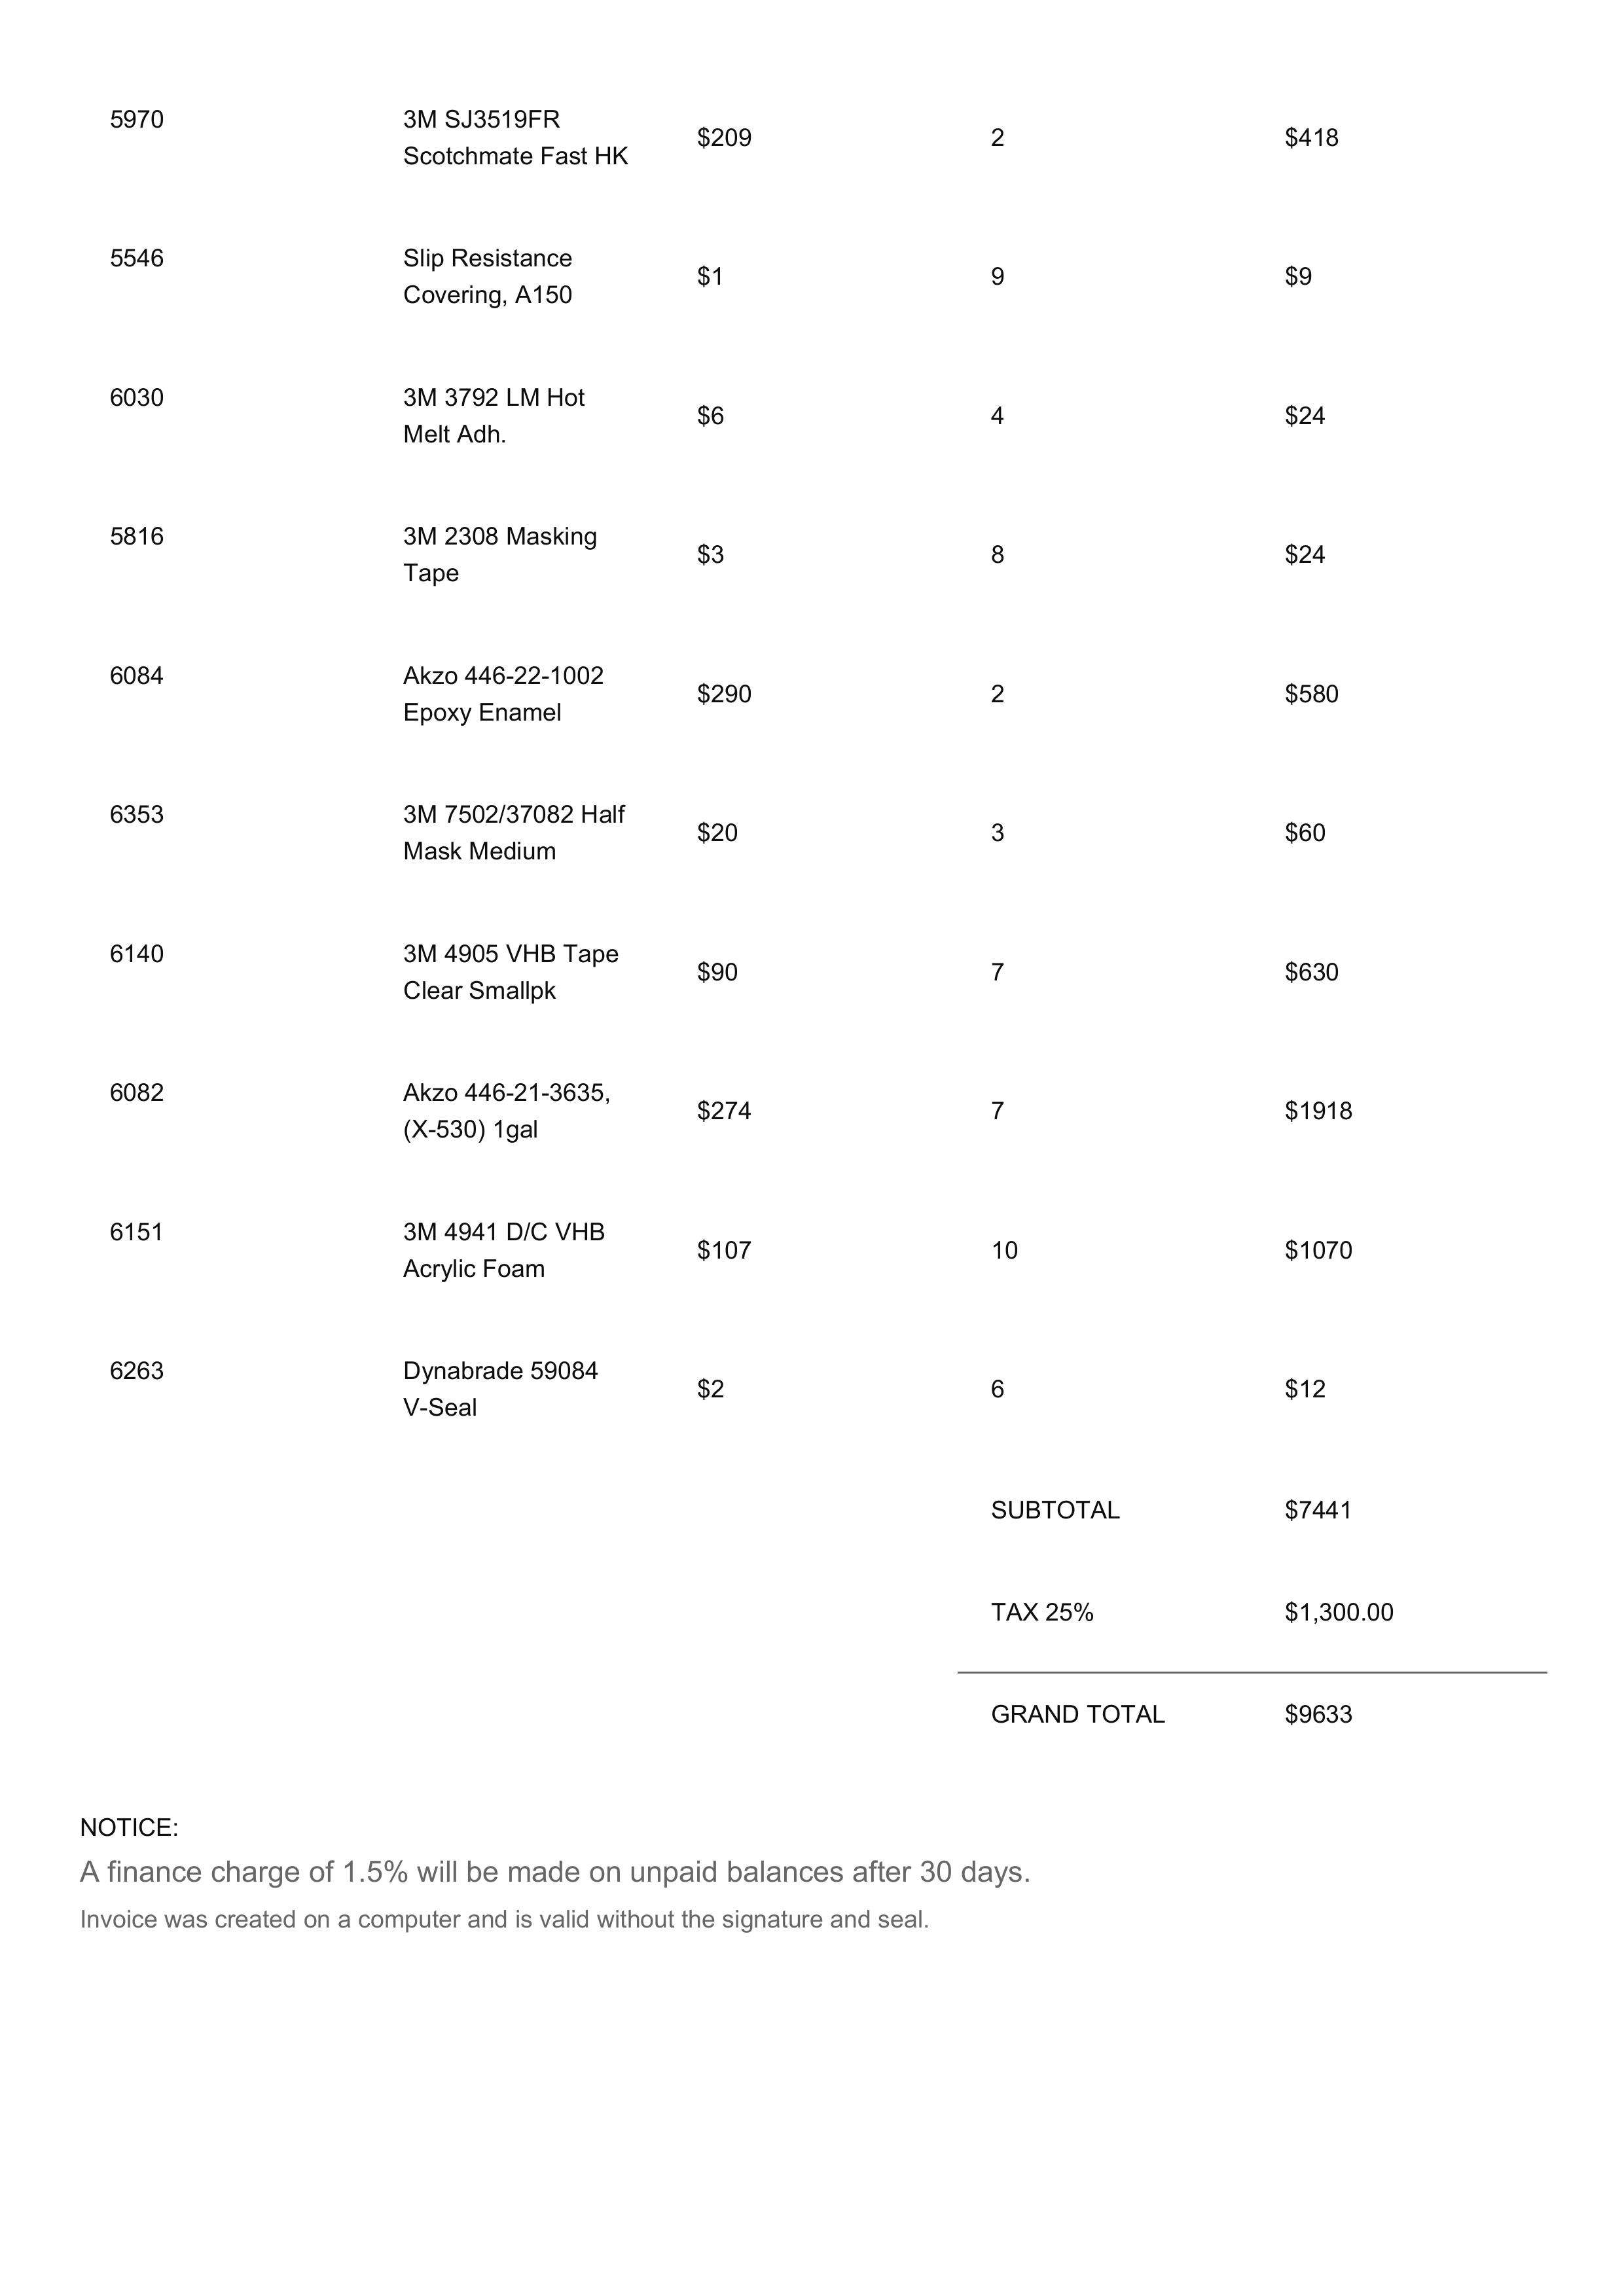 5970 3M SJ3519FR $209 2 $418
Scotchmate Fast HK
5546 Slip Resistance $1 9 $9
Covering, A150
6030 3M 3792 LM Hot $6 4 $24
Melt Adh.
5816 3M 2308 Masking $3 8 $24
Tape
6084 Akzo 446-22-1002 $290 2 $580
Epoxy Enamel
6353 3M 7502/37082 Half $20 3 $60
Mask Medium
6140 3M 4905 VHB Tape $90 7 $630
Clear Smallpk
6082 Akzo 446-21-3635, $274 7 $1918
(X-530) 1gal
6151 3M 4941 D/C VHB $107 10 $1070
Acrylic Foam
6263 Dynabrade 59084 $2 6 $12
V-Seal
SUBTOTAL $7441
TAX 25% $1,300.00
GRAND TOTAL $9633
NOTICE:
A finance charge of 1.5% will be made on unpaid balances after 30 days.
Invoice was created on a computer and is valid without the signature and seal.